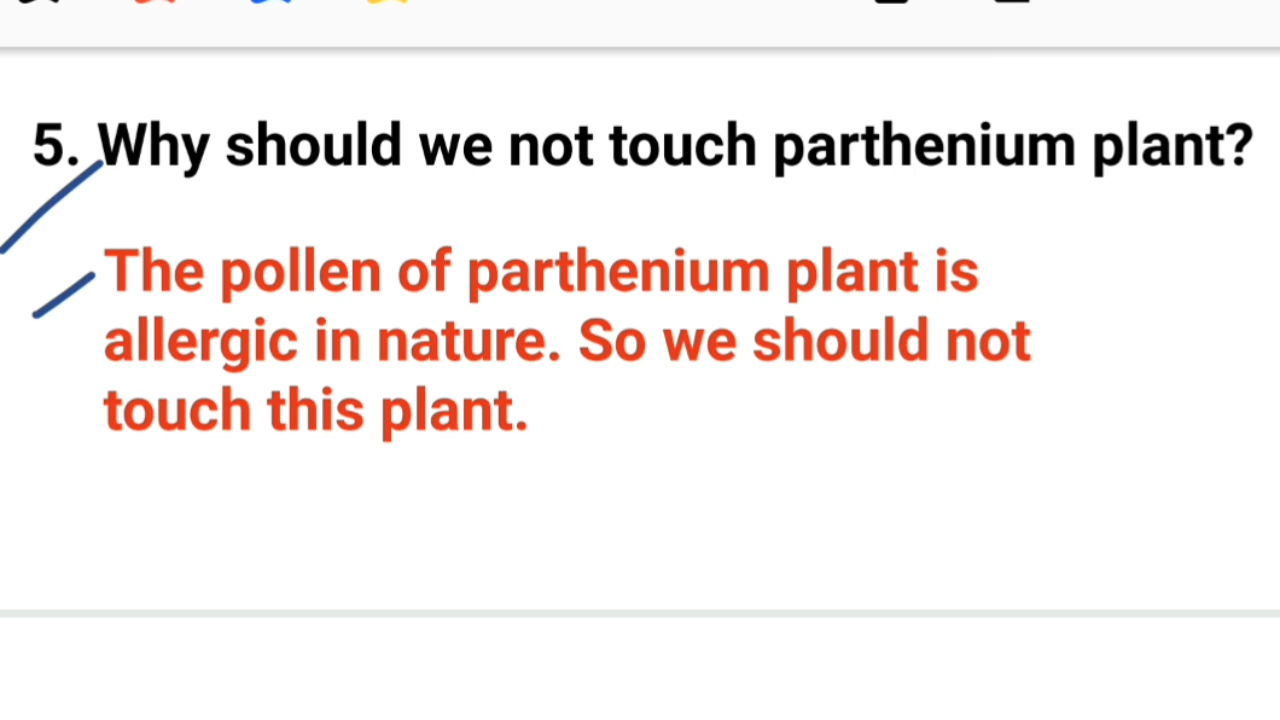 5. Why should we not touch parthenium plant?
The pollen of parthenium plant is
allergic in nature. So we should not
touch this plant.